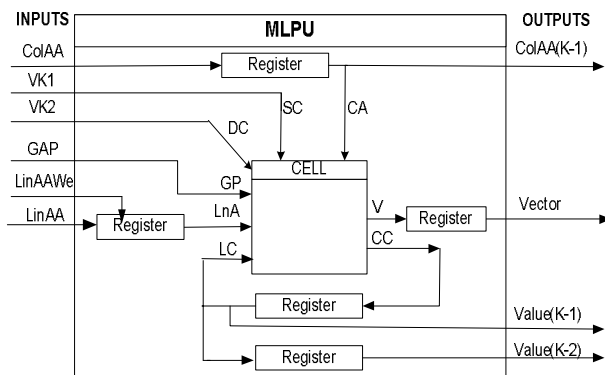 INPUTS MLPU OUTPUTS
ColAA Register ColAA(K-1)
VK1 SC CA
VK2 DC
GAP CELL
GP
LinAAWe
LinAA Register LnA V Register Vector
LC CC
Register
Value(K-1)
Register Value(K-2)